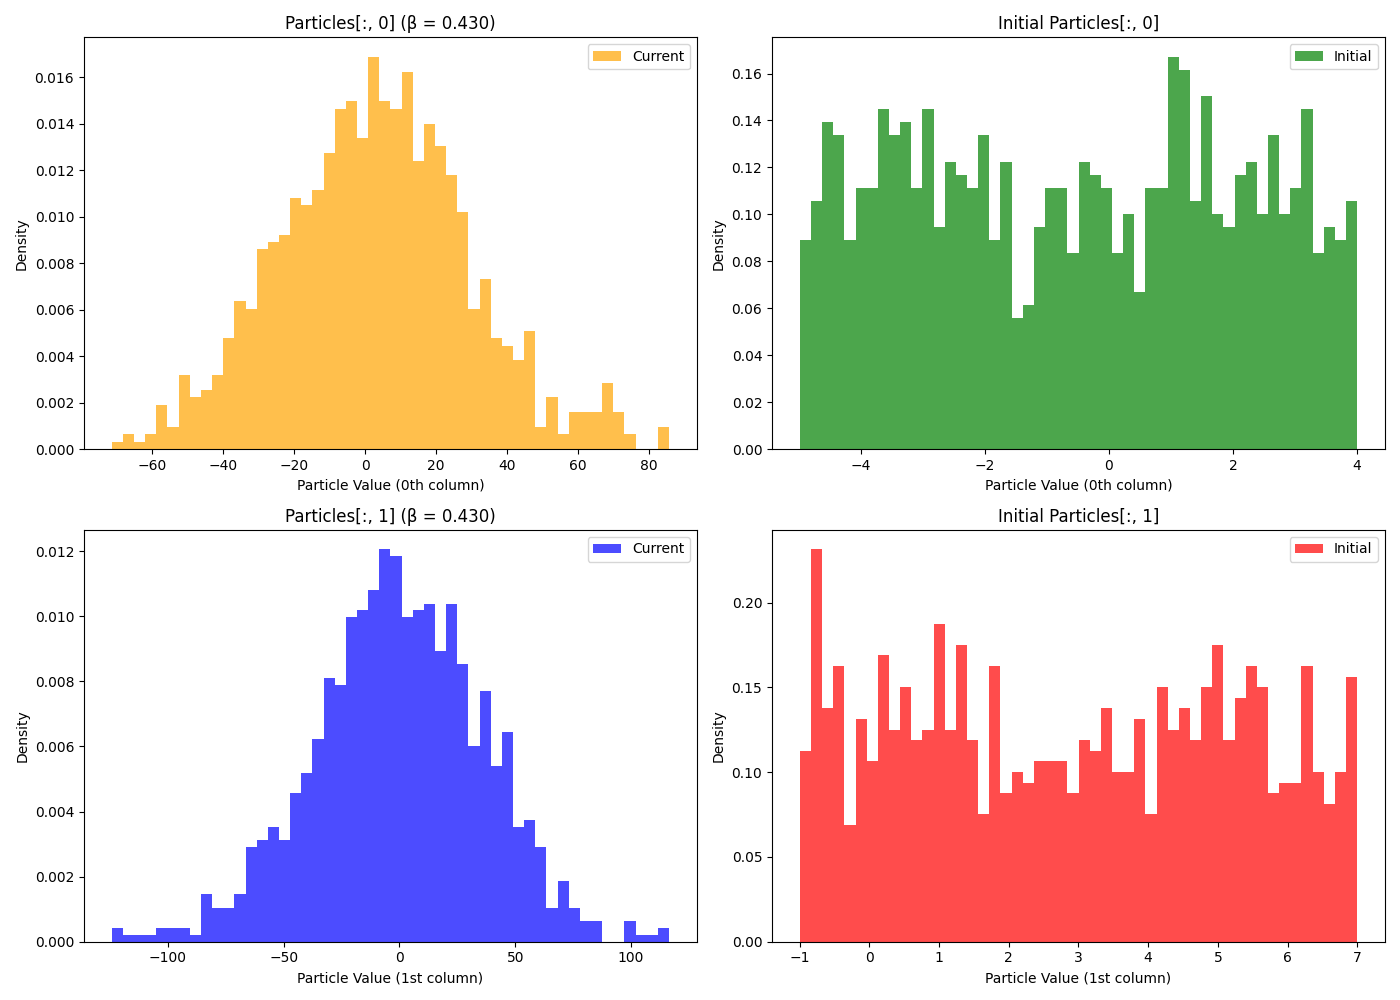 Particles[:, 0] (β = 0.430)
Current
Density
0.016
0.014
0.012
0.010
0.008
0.006
0.004
0.002
0.000
−60 −40 −20 0 20 40 60 80
Particle Value (0th column)
Initial Particles[:, 0]
Initial
Density
0.16
0.14
0.12
0.10
0.08
0.06
0.04
0.02
0.00
−4 −2 0 2 4
Particle Value (0th column)
Particles[:, 1] (β = 0.430)
Current
Density
0.012
0.010
0.008
0.006
0.004
0.002
0.000
−100 −50 0 50 100
Particle Value (1st column)
Initial Particles[:, 1]
Initial
Density
0.20
0.15
0.10
0.05
0.00
−1 0 1 2 3 4 5 6 7
Particle Value (1st column)